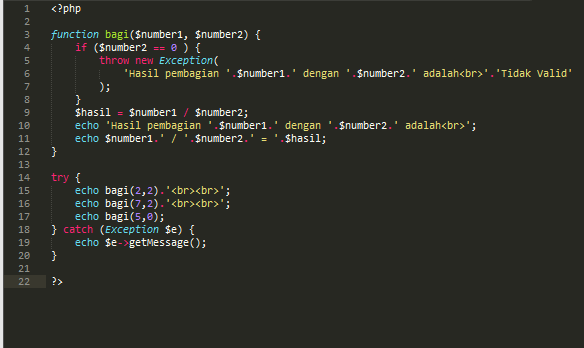 1 <?php
2
3 function bagi($number1, $number2) {
4 if ($number2 == 0 ) {
5 throw new Exception(
6 'Hasil pembagian '.$number1.' dengan '.$number2.' adalah<br>'.'Tidak Valid'
7 );
8 }
9 $hasil = $number1 / $number2;
10 echo 'Hasil pembagian '.$number1.' dengan '.$number2.' adalah<br>';
11 echo $number1.' / '.$number2.' = '.$hasil;
12 }
13
14 try {
15 echo bagi(2,2).'<br><br>';
16 echo bagi(7,2).'<br><br>';
17 echo bagi(5,0);
18 } catch (Exception $e) {
19 echo $e->getMessage();
20 }
21
22 ?>